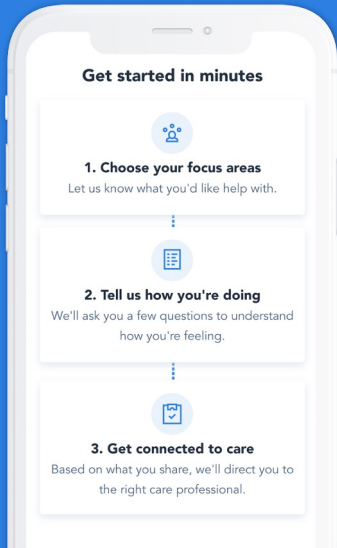 Get started in minutes
1. Choose your focus areas
Let us know what you'd like help with.
2. Tell us how you're doing
We'll ask you a few questions to understand
how you're feeling.
3. Get connected to care
Based on what you share, we'll direct you to
the right care professional.